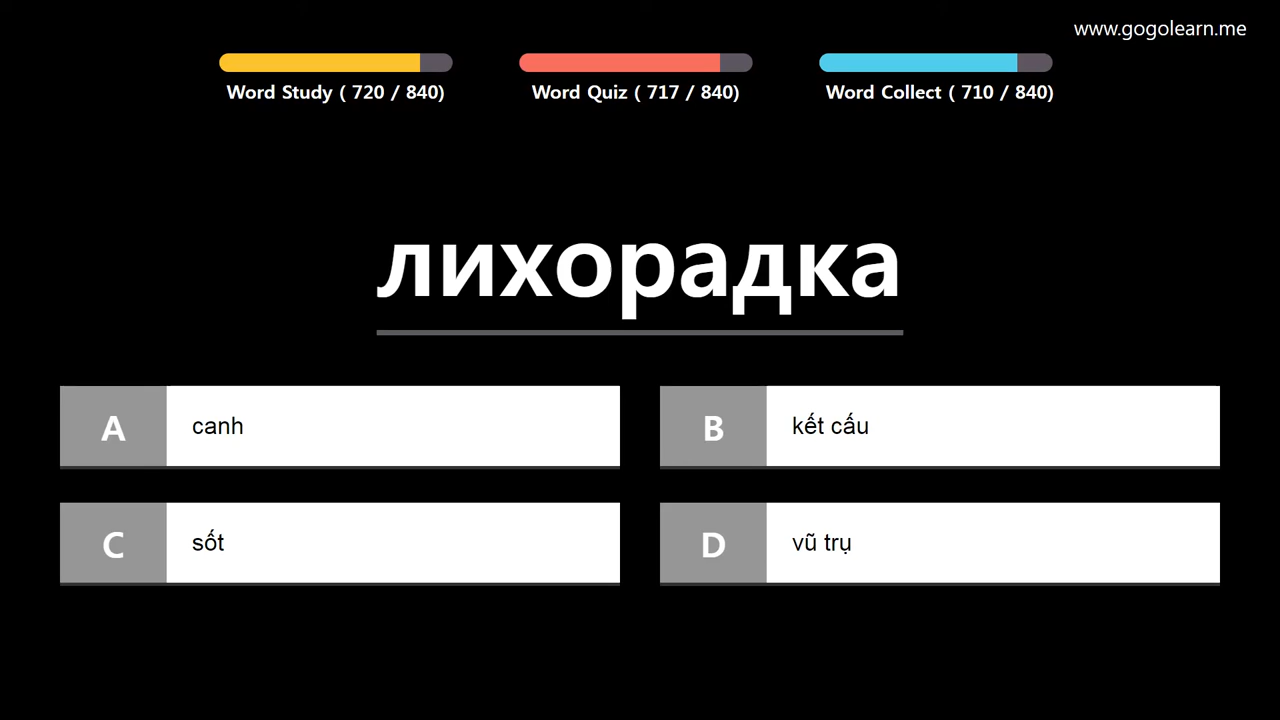 www.gogolearn.me
Word Study ( 720 / 840)
Word Quiz ( 717 / 840)
Word Collect ( 710 / 840)
лихорадка
A canh
B kết cấu
C sốt
D vũ trụ